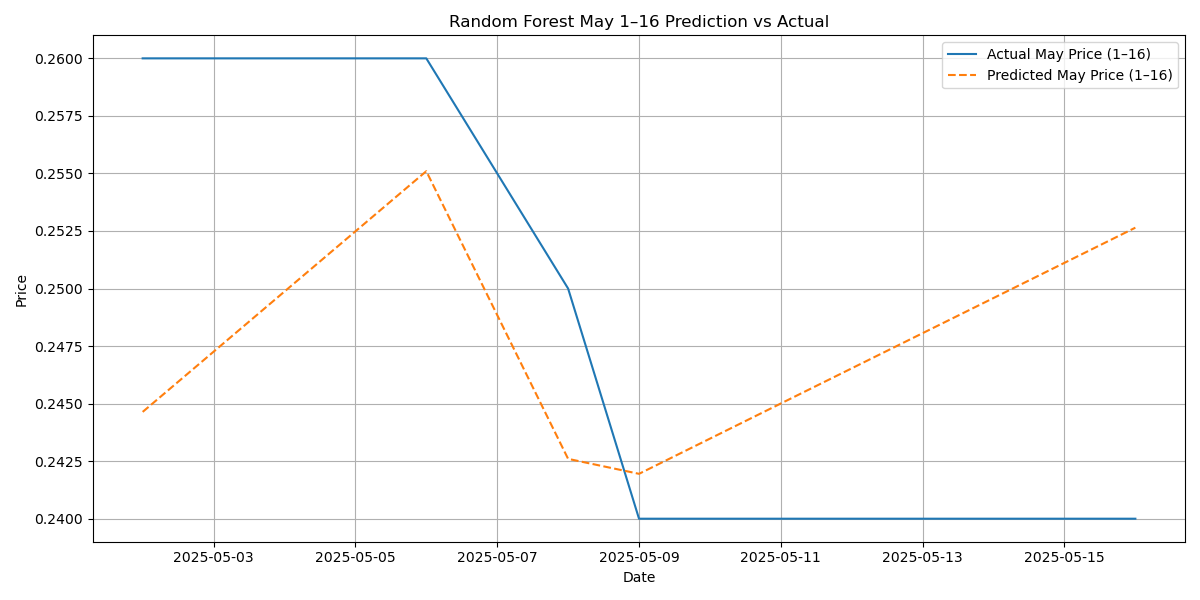 Random Forest May 1–16 Prediction vs Actual
Actual May Price (1–16)
Predicted May Price (1–16)
Price
0.2600
0.2575
0.2550
0.2525
0.2500
0.2475
0.2450
0.2425
0.2400
2025-05-03 2025-05-05 2025-05-07 2025-05-09 2025-05-11 2025-05-13 2025-05-15
Date